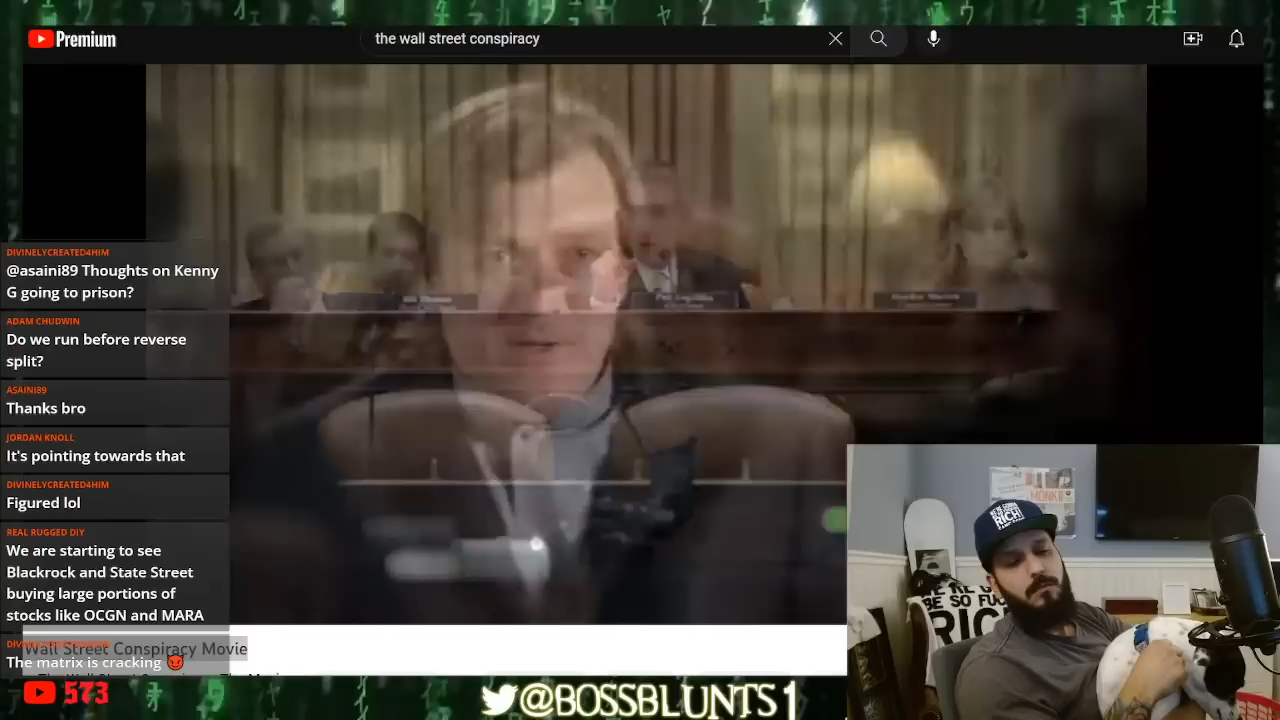 Premium
the wall street conspiracy
DIVINELYCREATED4HIM
@asaini89 Thoughts on Kenny
G going to prison?
ADAM CHUDWIN
Do we run before reverse
split?
ASAINI89
Thanks bro
JORDAN KNOLL
It's pointing towards that
DIVINELYCREATED4HIM
Figured lol
REAL RUGGED DIY
We are starting to see
Blackrock and State Street
buying large portions of
stocks like OCGN and MARA
Wall Street Conspiracy Movie
The matrix is cracking 😈
573
@BOSSBLUNTS1
RICH
MONK
RICH